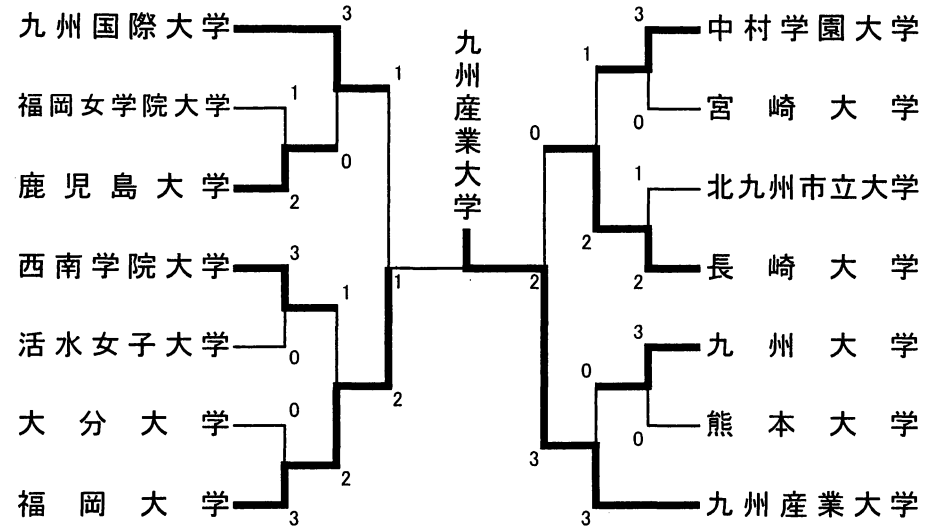 九州国際大学
3
1
福岡女学院大学
1
0
鹿児島大学
2
西南学院大学
3
1
活水女子大学
0
大分大学
0
2
2
福岡大学
3
九州産業大学
1
2
中村学園大学
3
1
宮崎大学
0
0
北九州市立大学
1
2
長崎大学
2
九州大学
3
0
熊本大学
0
3
九州産業大学
3